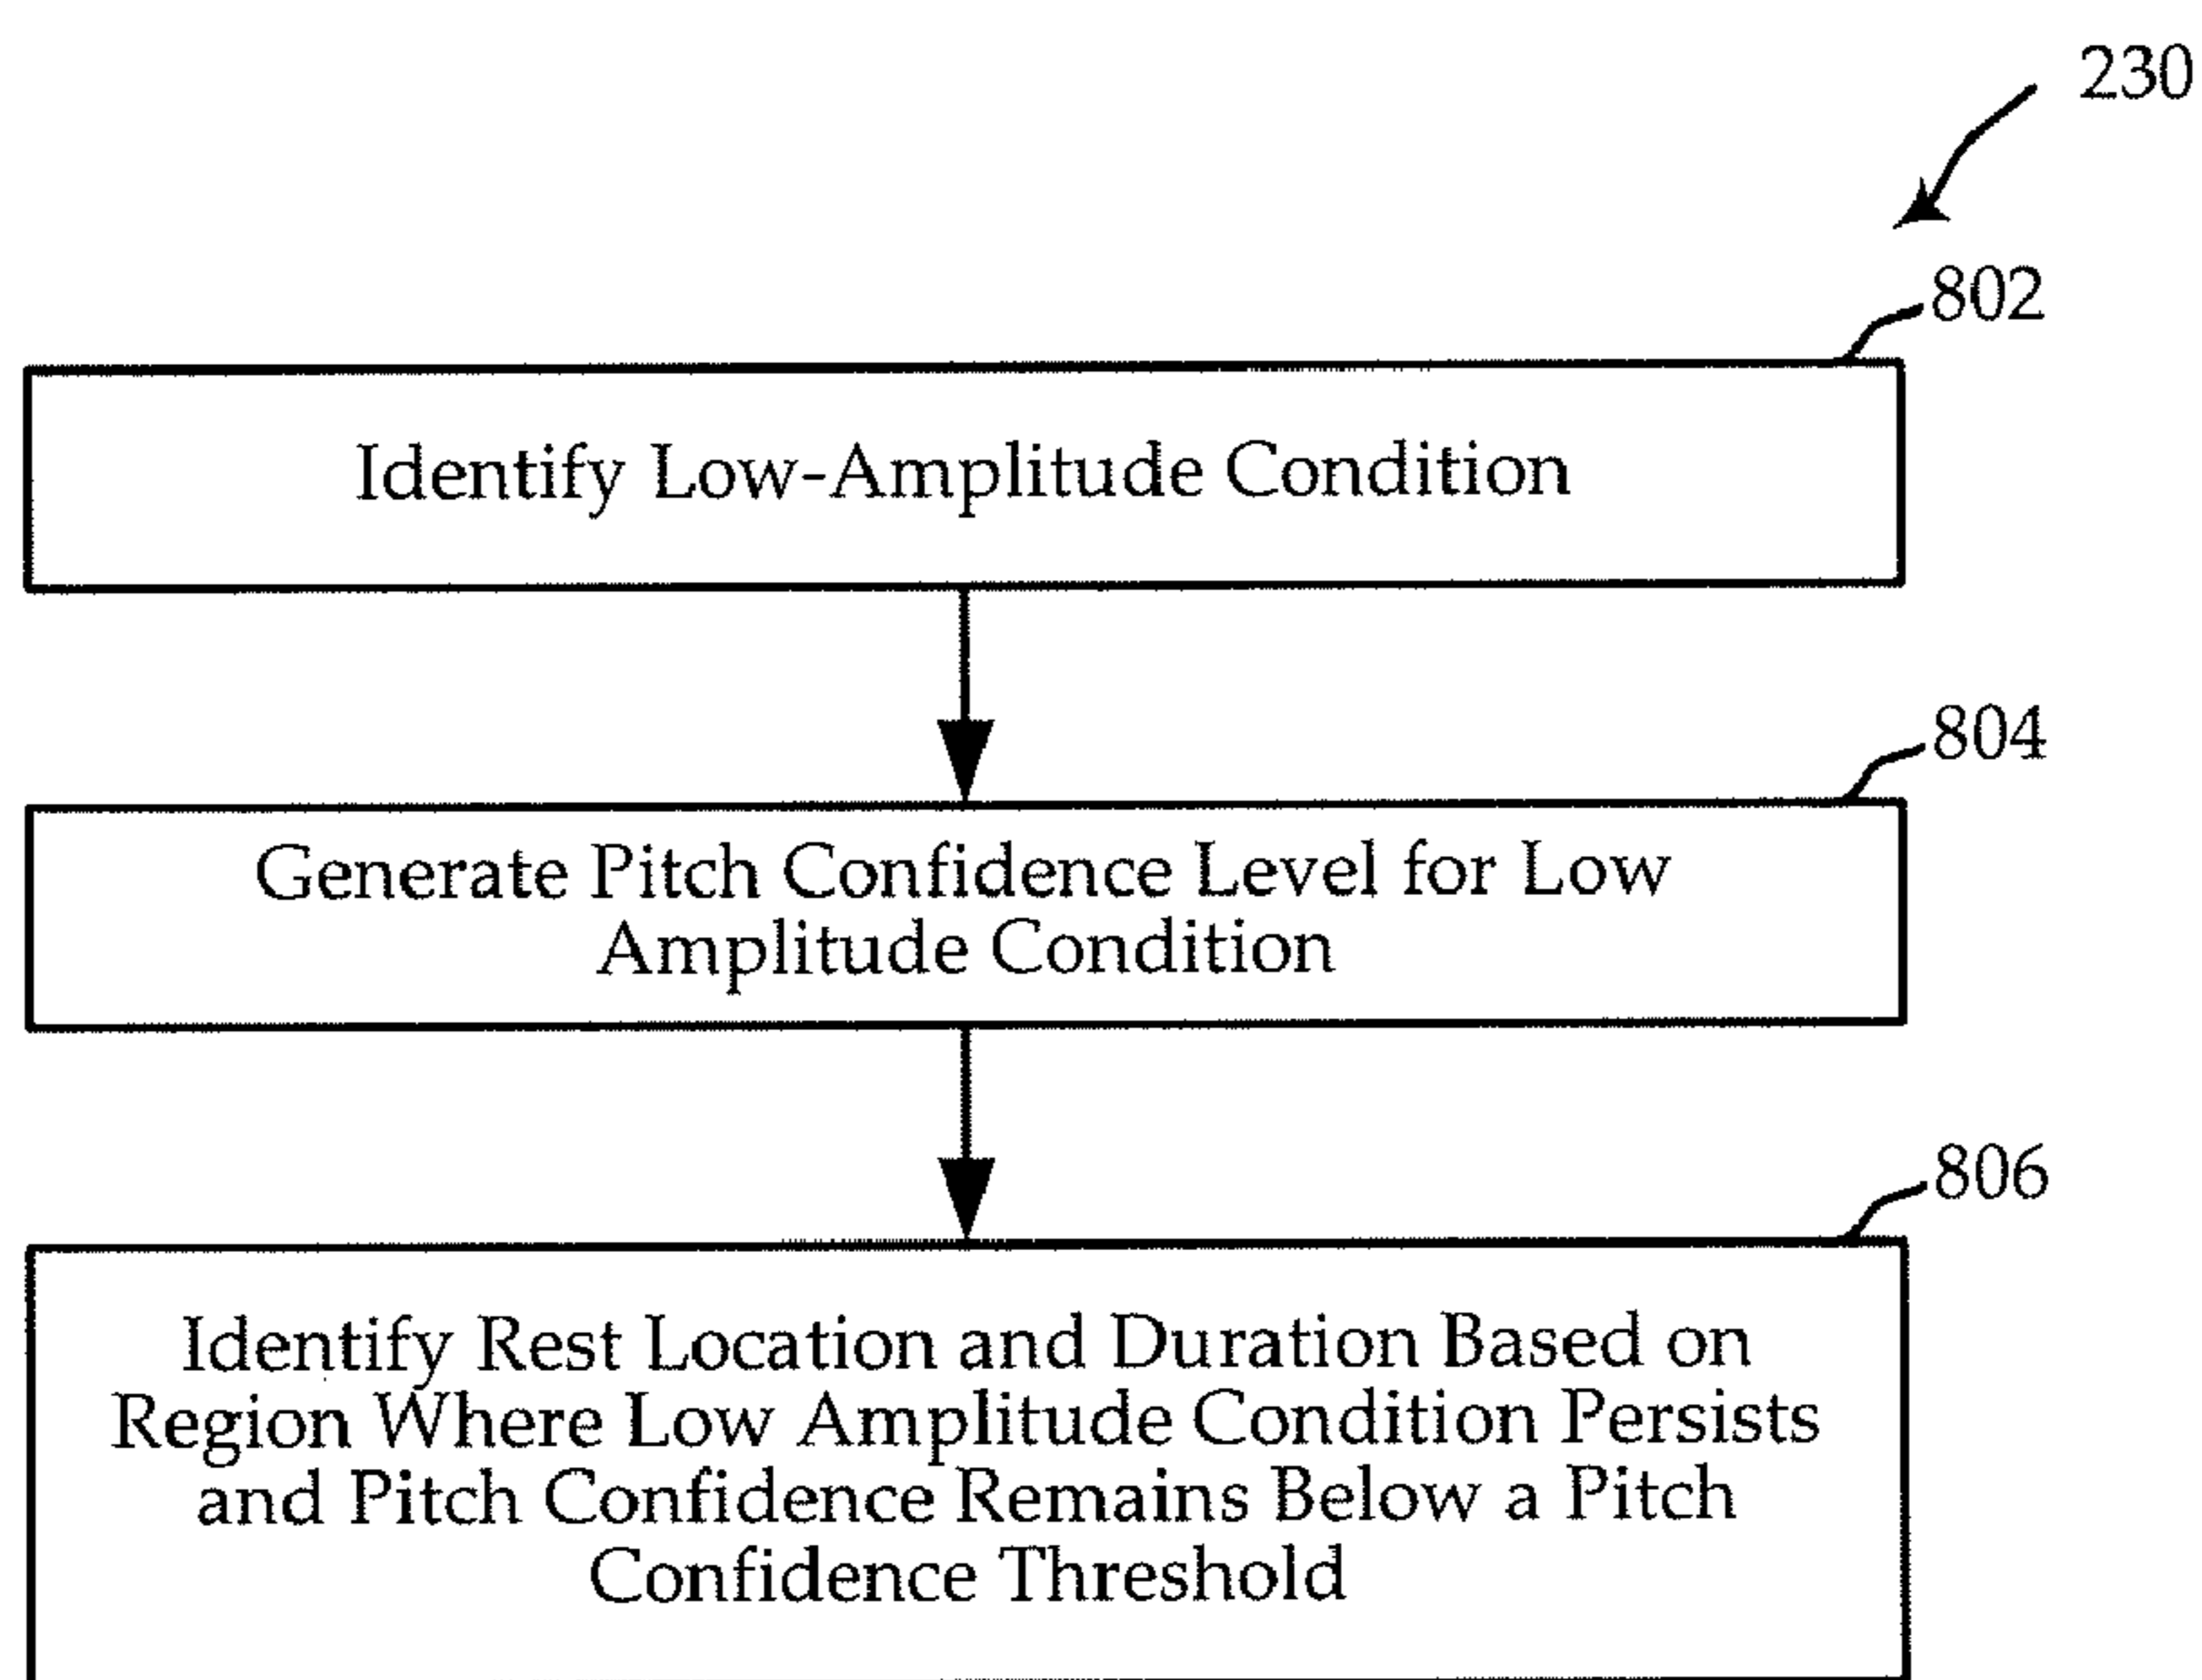 230
802
Identify Low-Amplitude Condition
804
Generate Pitch Confidence Level for Low
Amplitude Condition
806
Identify Rest Location and Duration Based on
Region Where Low Amplitude Condition Persists
and Pitch Confidence Remains Below a Pitch
Confidence Threshold